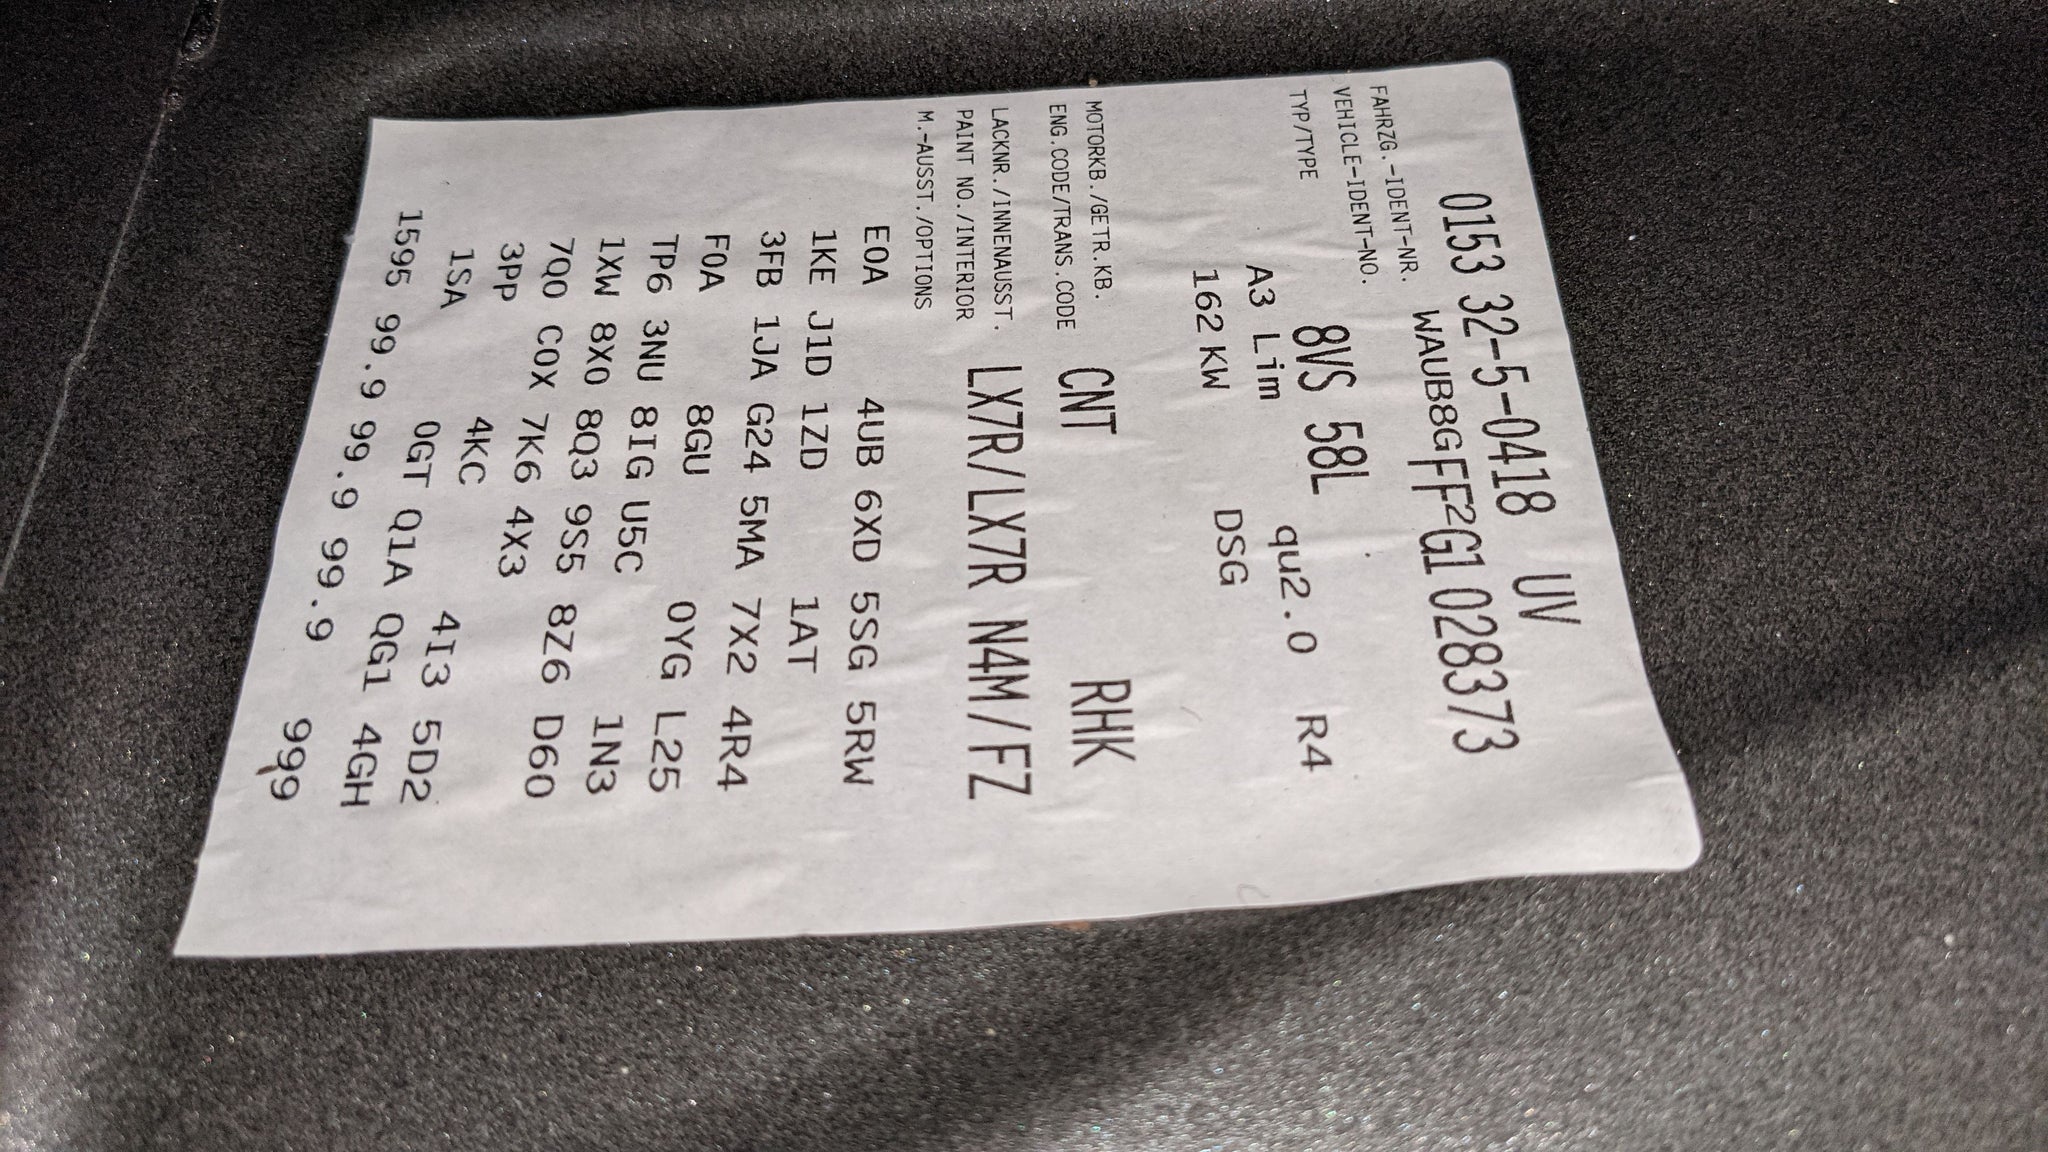 0153 32-5-0418 UV
FAHRZG.-IDENT-NR.
VEHICLE-IDENT-NO. WAUB8GFF2G1028373
TYP/TYPE 8VS 58L
A3 Lim qu2.0 R4
162 KW DSG
MOTORKB./GETR.KB.
ENG.CODE/TRANS.CODE CNT RHK
LACKNR./INNENAUSST.
PAINT NO./INTERIOR LX7R/LX7R N4M/FZ
M.-AUSST./OPTIONS
E0A 4UB 6XD 5SG 5RW
1KE J1D 1ZD 1AT
3FB 1JA G24 5MA 7X2 4R4
F0A 8GU 0YG L25
TP6 3NU 8IG U5C 1N3
1XW 8X0 8Q3 9S5 8Z6 D60
7Q0 C0X 7K6 4X3
3PP 4KC 4I3 5D2
1SA 0GT Q1A QG1 4GH
1595 99.9 99.9 99.9 9999